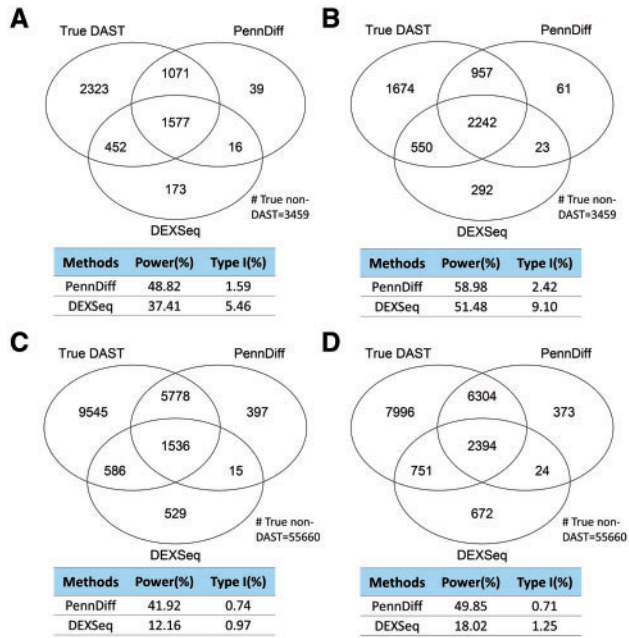 A
True DAST
PennDiff
2323
1071
39
1577
452
16
173
# True non-
DAST=3459
DEXSeq
Methods Power(%) Type I(%)
PennDiff 48.82 1.59
DEXSeq 37.41 5.46
B
True DAST
PennDiff
1674
957
61
2242
550
23
292
# True non-
DAST=3459
DEXSeq
Methods Power(%) Type I(%)
PennDiff 58.98 2.42
DEXSeq 51.48 9.10
C
True DAST
PennDiff
9545
5778
397
1536
586
15
529
# True non-
DAST=55660
DEXSeq
Methods Power(%) Type I(%)
PennDiff 41.92 0.74
DEXSeq 12.16 0.97
D
True DAST
PennDiff
7996
6304
373
2394
751
24
672
# True non-
DAST=55660
DEXSeq
Methods Power(%) Type I(%)
PennDiff 49.85 0.71
DEXSeq 18.02 1.25